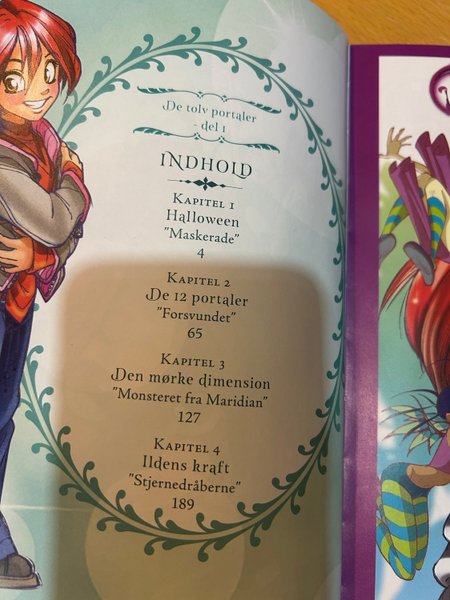 De tolv portaler
- del 1
INDHOLD
KAPITEL 1
Halloween
"Maskerade"
4
KAPITEL 2
De 12 portaler
"Forsvundet"
65
KAPITEL 3
Den mørke dimension
"Monsteret fra Maridian"
127
KAPITEL 4
Ildens kraft
"Stjernedråberne"
189